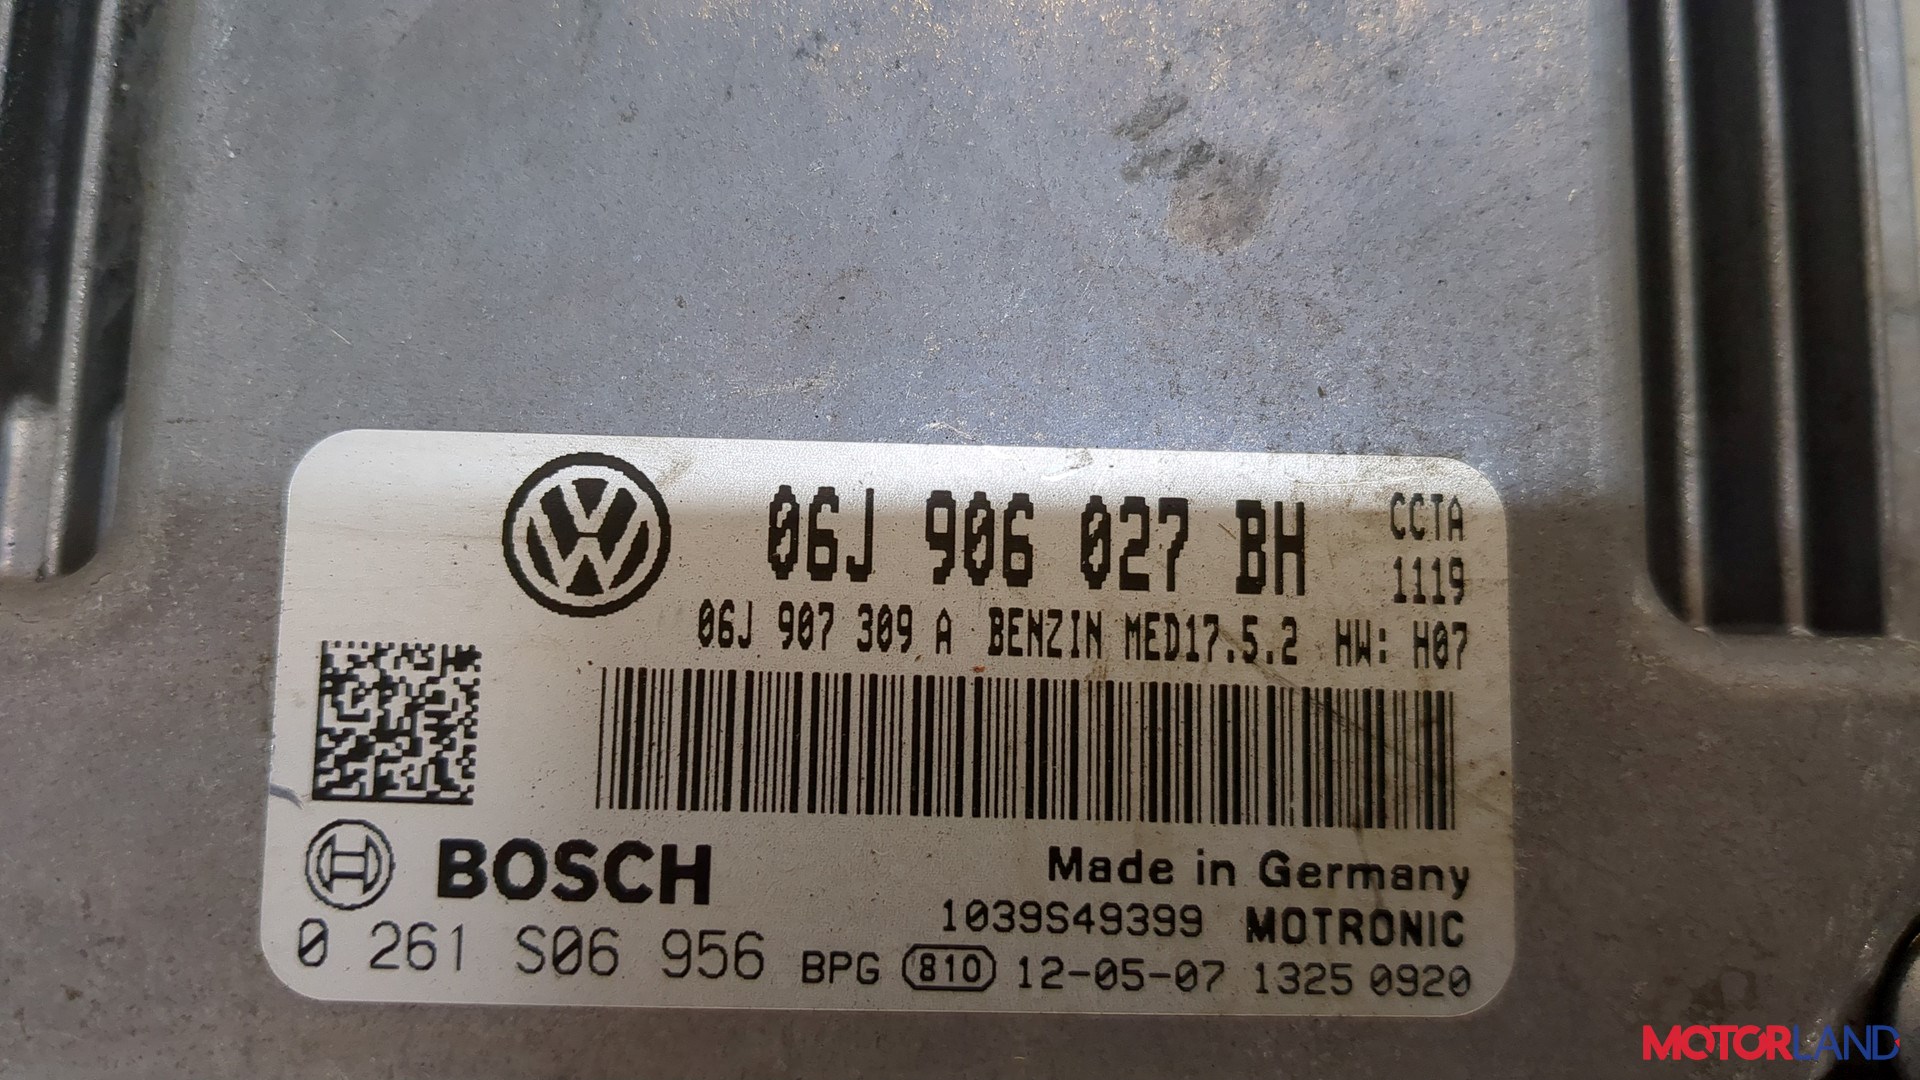 06J 906 027 BH CCTA
1119
06J 907 309 A BENZIN MED17.5.2 HW: H07
BOSCH
Made in Germany
1039S49399 MOTRONIC
0 261 S06 956 BPG 810 12-05-07 1325 0920
MOTORLAND